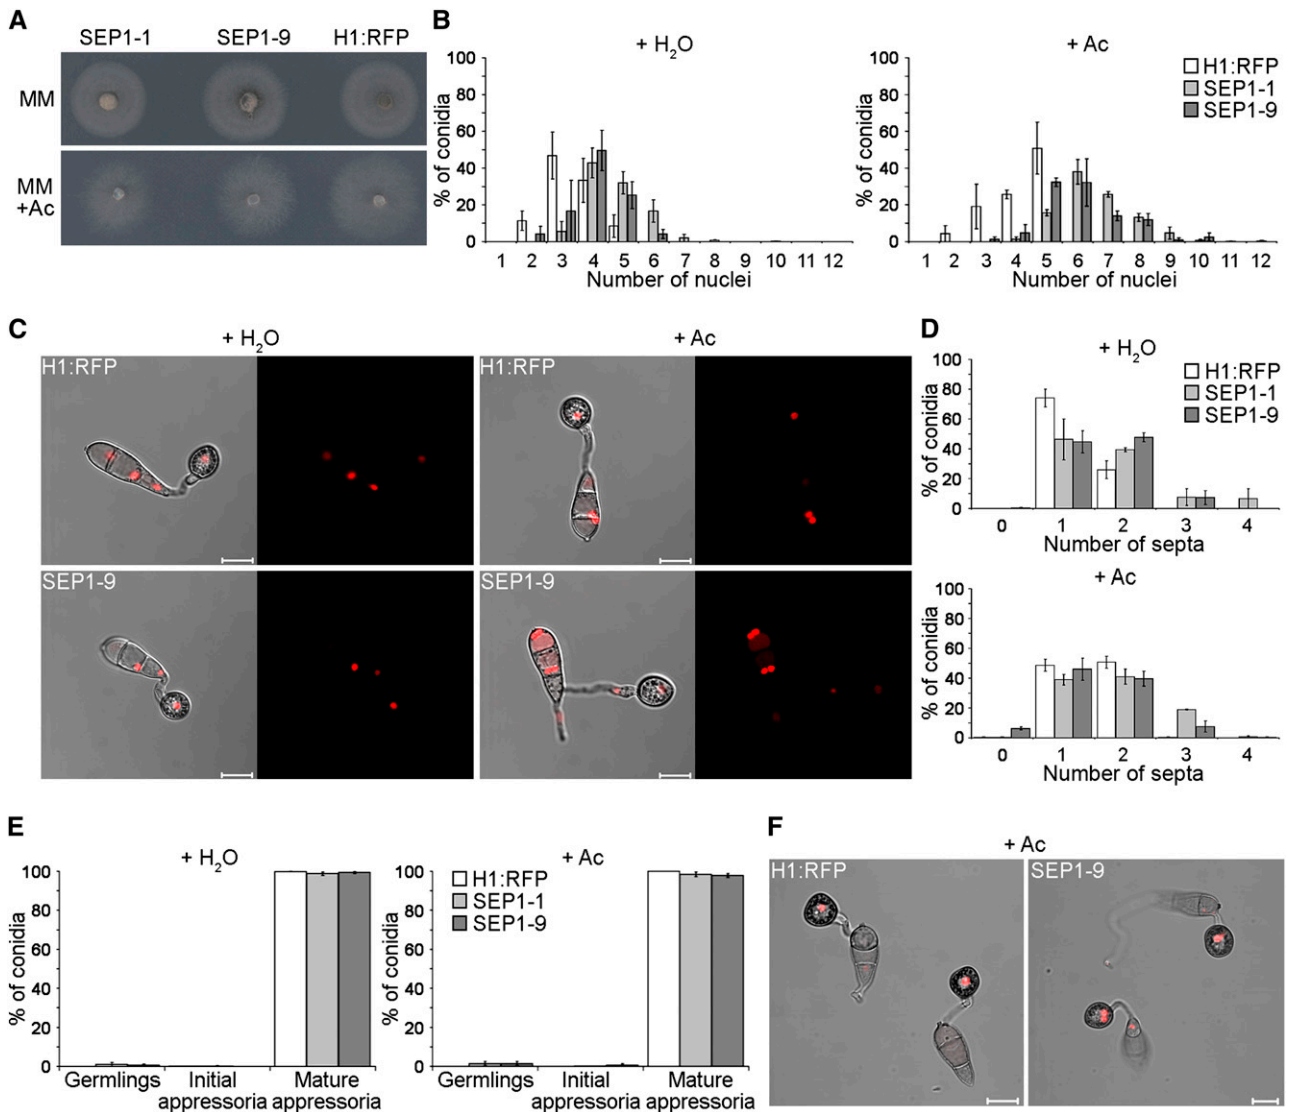 A
SEP1-1 SEP1-9 H1:RFP
MM
MM
+Ac
B
+ H2O
% of conidia
100
80
60
40
20
0
1 2 3 4 5 6 7 8 9 10 11 12
Number of nuclei
+ Ac
H1:RFP
SEP1-1
SEP1-9
% of conidia
100
80
60
40
20
0
1 2 3 4 5 6 7 8 9 10 11 12
Number of nuclei
C
+ H2O
+ Ac
H1:RFP
H1:RFP
SEP1-9
SEP1-9
D
+ H2O
H1:RFP
SEP1-1
SEP1-9
% of conidia
100
80
60
40
20
0
0 1 2 3 4
Number of septa
+ Ac
% of conidia
100
80
60
40
20
0
0 1 2 3 4
Number of septa
E
+ H2O
% of conidia
100
80
60
40
20
0
Germlings Initial Mature
appressoria appressoria
+ Ac
H1:RFP
SEP1-1
SEP1-9
% of conidia
100
80
60
40
20
0
Germlings Initial Mature
appressoria appressoria
F
+ Ac
H1:RFP
SEP1-9